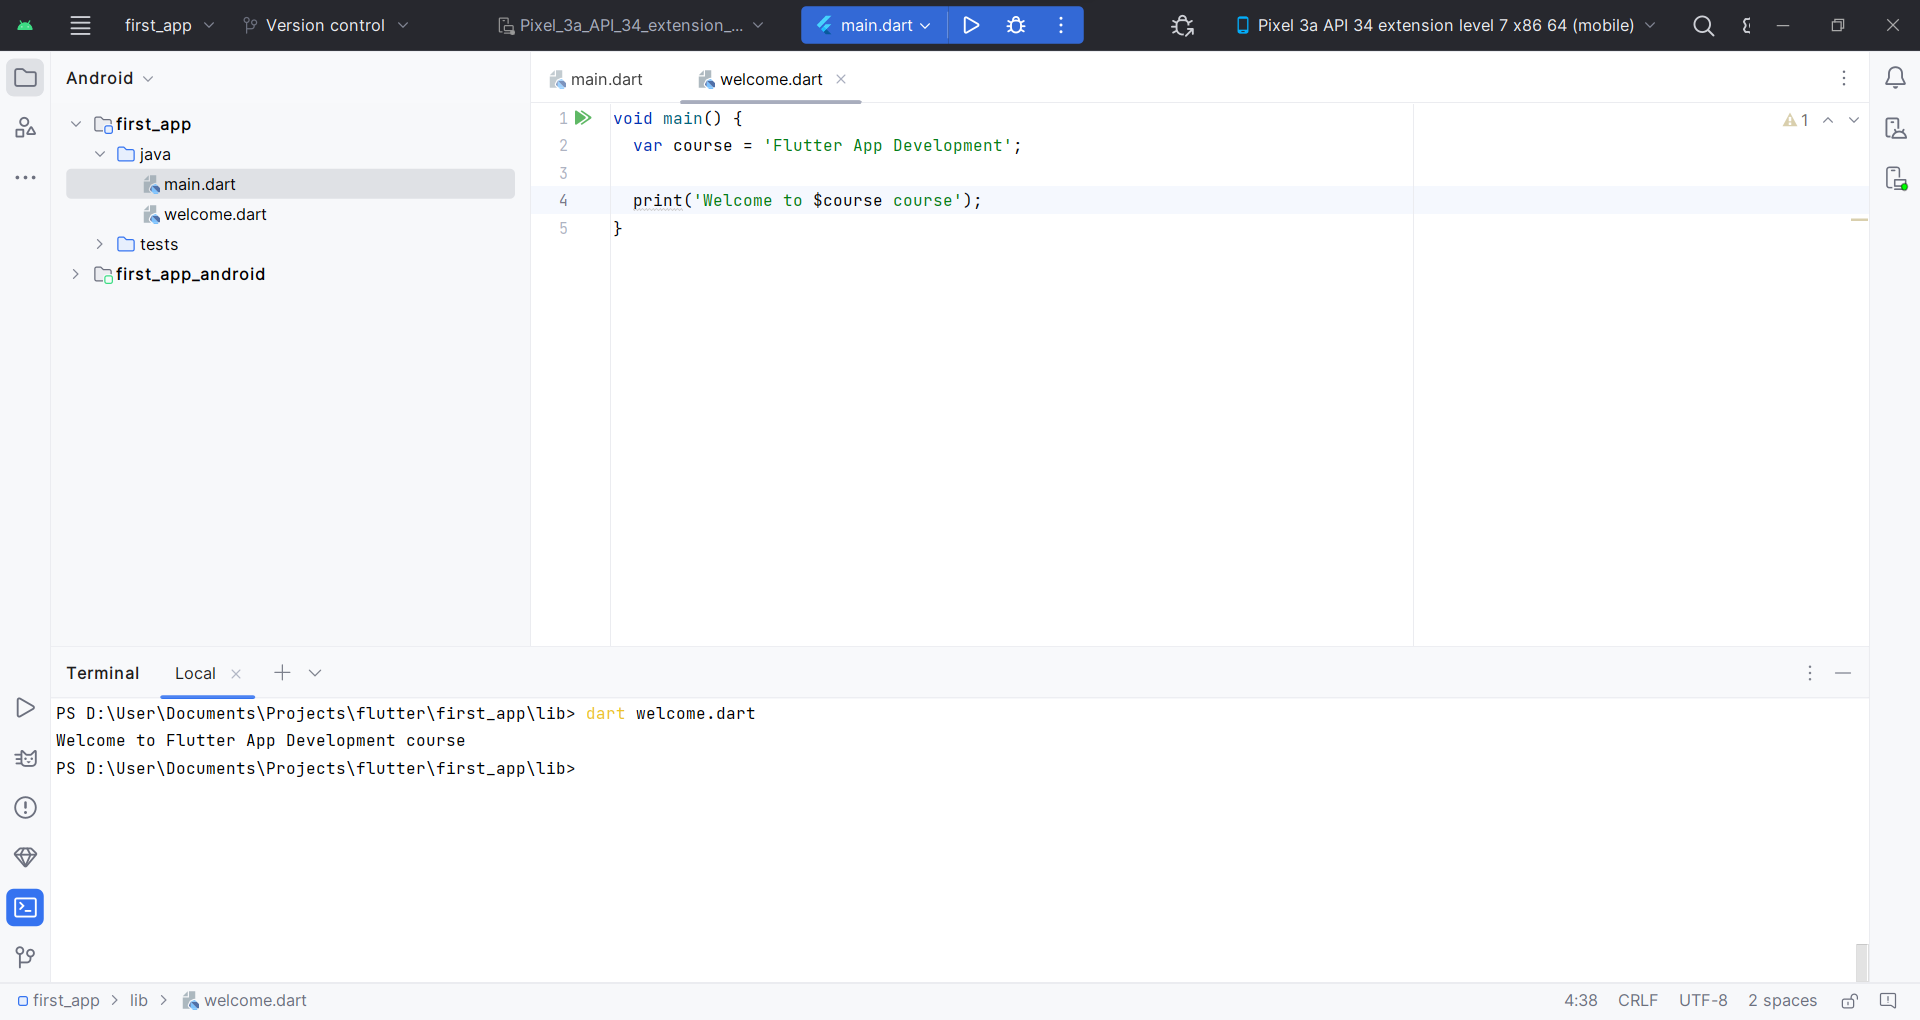 first_app
Version control
Pixel_3a_API_34_extension_...
main.dart
Pixel 3a API 34 extension level 7 x86 64 (mobile)
Android
first_app
java
main.dart
welcome.dart
tests
first_app_android
main.dart
welcome.dart
1 void main() {
2 var course = 'Flutter App Development';
3
4 print('Welcome to $course course');
5 }
1
Terminal
Local
PS D:\User\Documents\Projects\flutter\first_app\lib> dart welcome.dart
Welcome to Flutter App Development course
PS D:\User\Documents\Projects\flutter\first_app\lib>
first_app > lib > welcome.dart
4:38
CRLF
UTF-8
2 spaces